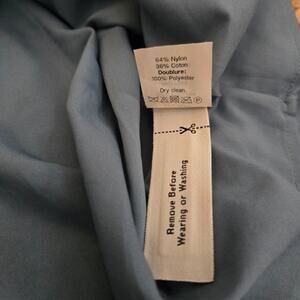 64% Nylon
36% Coton
Doublure:
100% Polyester
Dry clean
Remove Before
Wearing or Washing